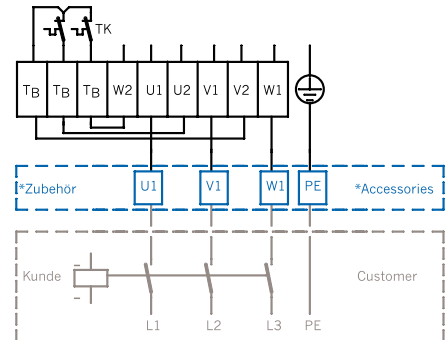 TK
TB TB TB W2 U1 U2 V1 V2 W1
*Zubehör U1 V1 W1 PE *Accessories
Kunde Customer
L1 L2 L3 PE